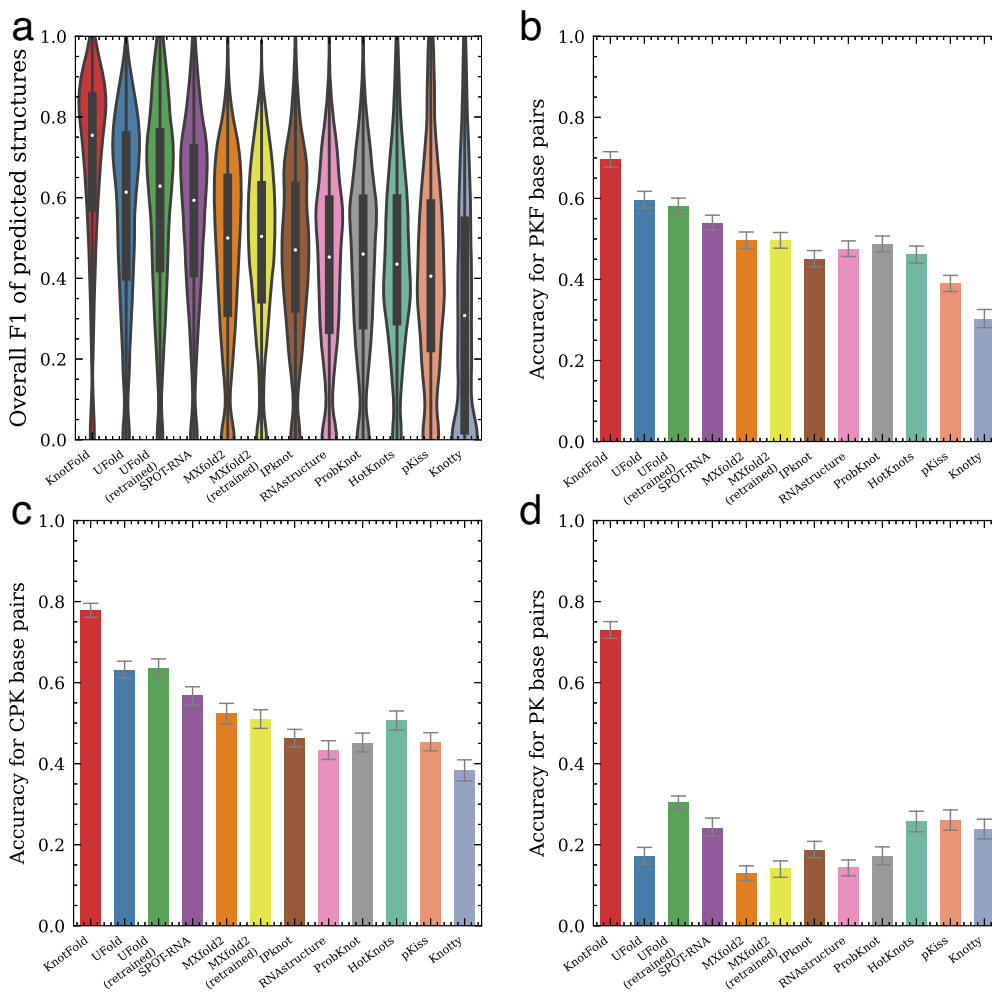 a
Overall F1 of predicted structures
1.0
0.8
0.6
0.4
0.2
0.0
KnotFold
UFold
UFold
(retrained)
SPOT-RNA
MXfold2
MXfold2
(retrained)
IPknot
RNAstructure
ProbKnot
HotKnots
pKiss
Knotty
b
Accuracy for PKF base pairs
1.0
0.8
0.6
0.4
0.2
0.0
KnotFold
UFold
UFold
(retrained)
SPOT-RNA
MXfold2
MXfold2
(retrained)
IPknot
RNAstructure
ProbKnot
HotKnots
pKiss
Knotty
c
Accuracy for CPK base pairs
1.0
0.8
0.6
0.4
0.2
0.0
KnotFold
UFold
UFold
(retrained)
SPOT-RNA
MXfold2
MXfold2
(retrained)
IPknot
RNAstructure
ProbKnot
HotKnots
pKiss
Knotty
d
Accuracy for PK base pairs
1.0
0.8
0.6
0.4
0.2
0.0
KnotFold
UFold
UFold
(retrained)
SPOT-RNA
MXfold2
MXfold2
(retrained)
IPknot
RNAstructure
ProbKnot
HotKnots
pKiss
Knotty